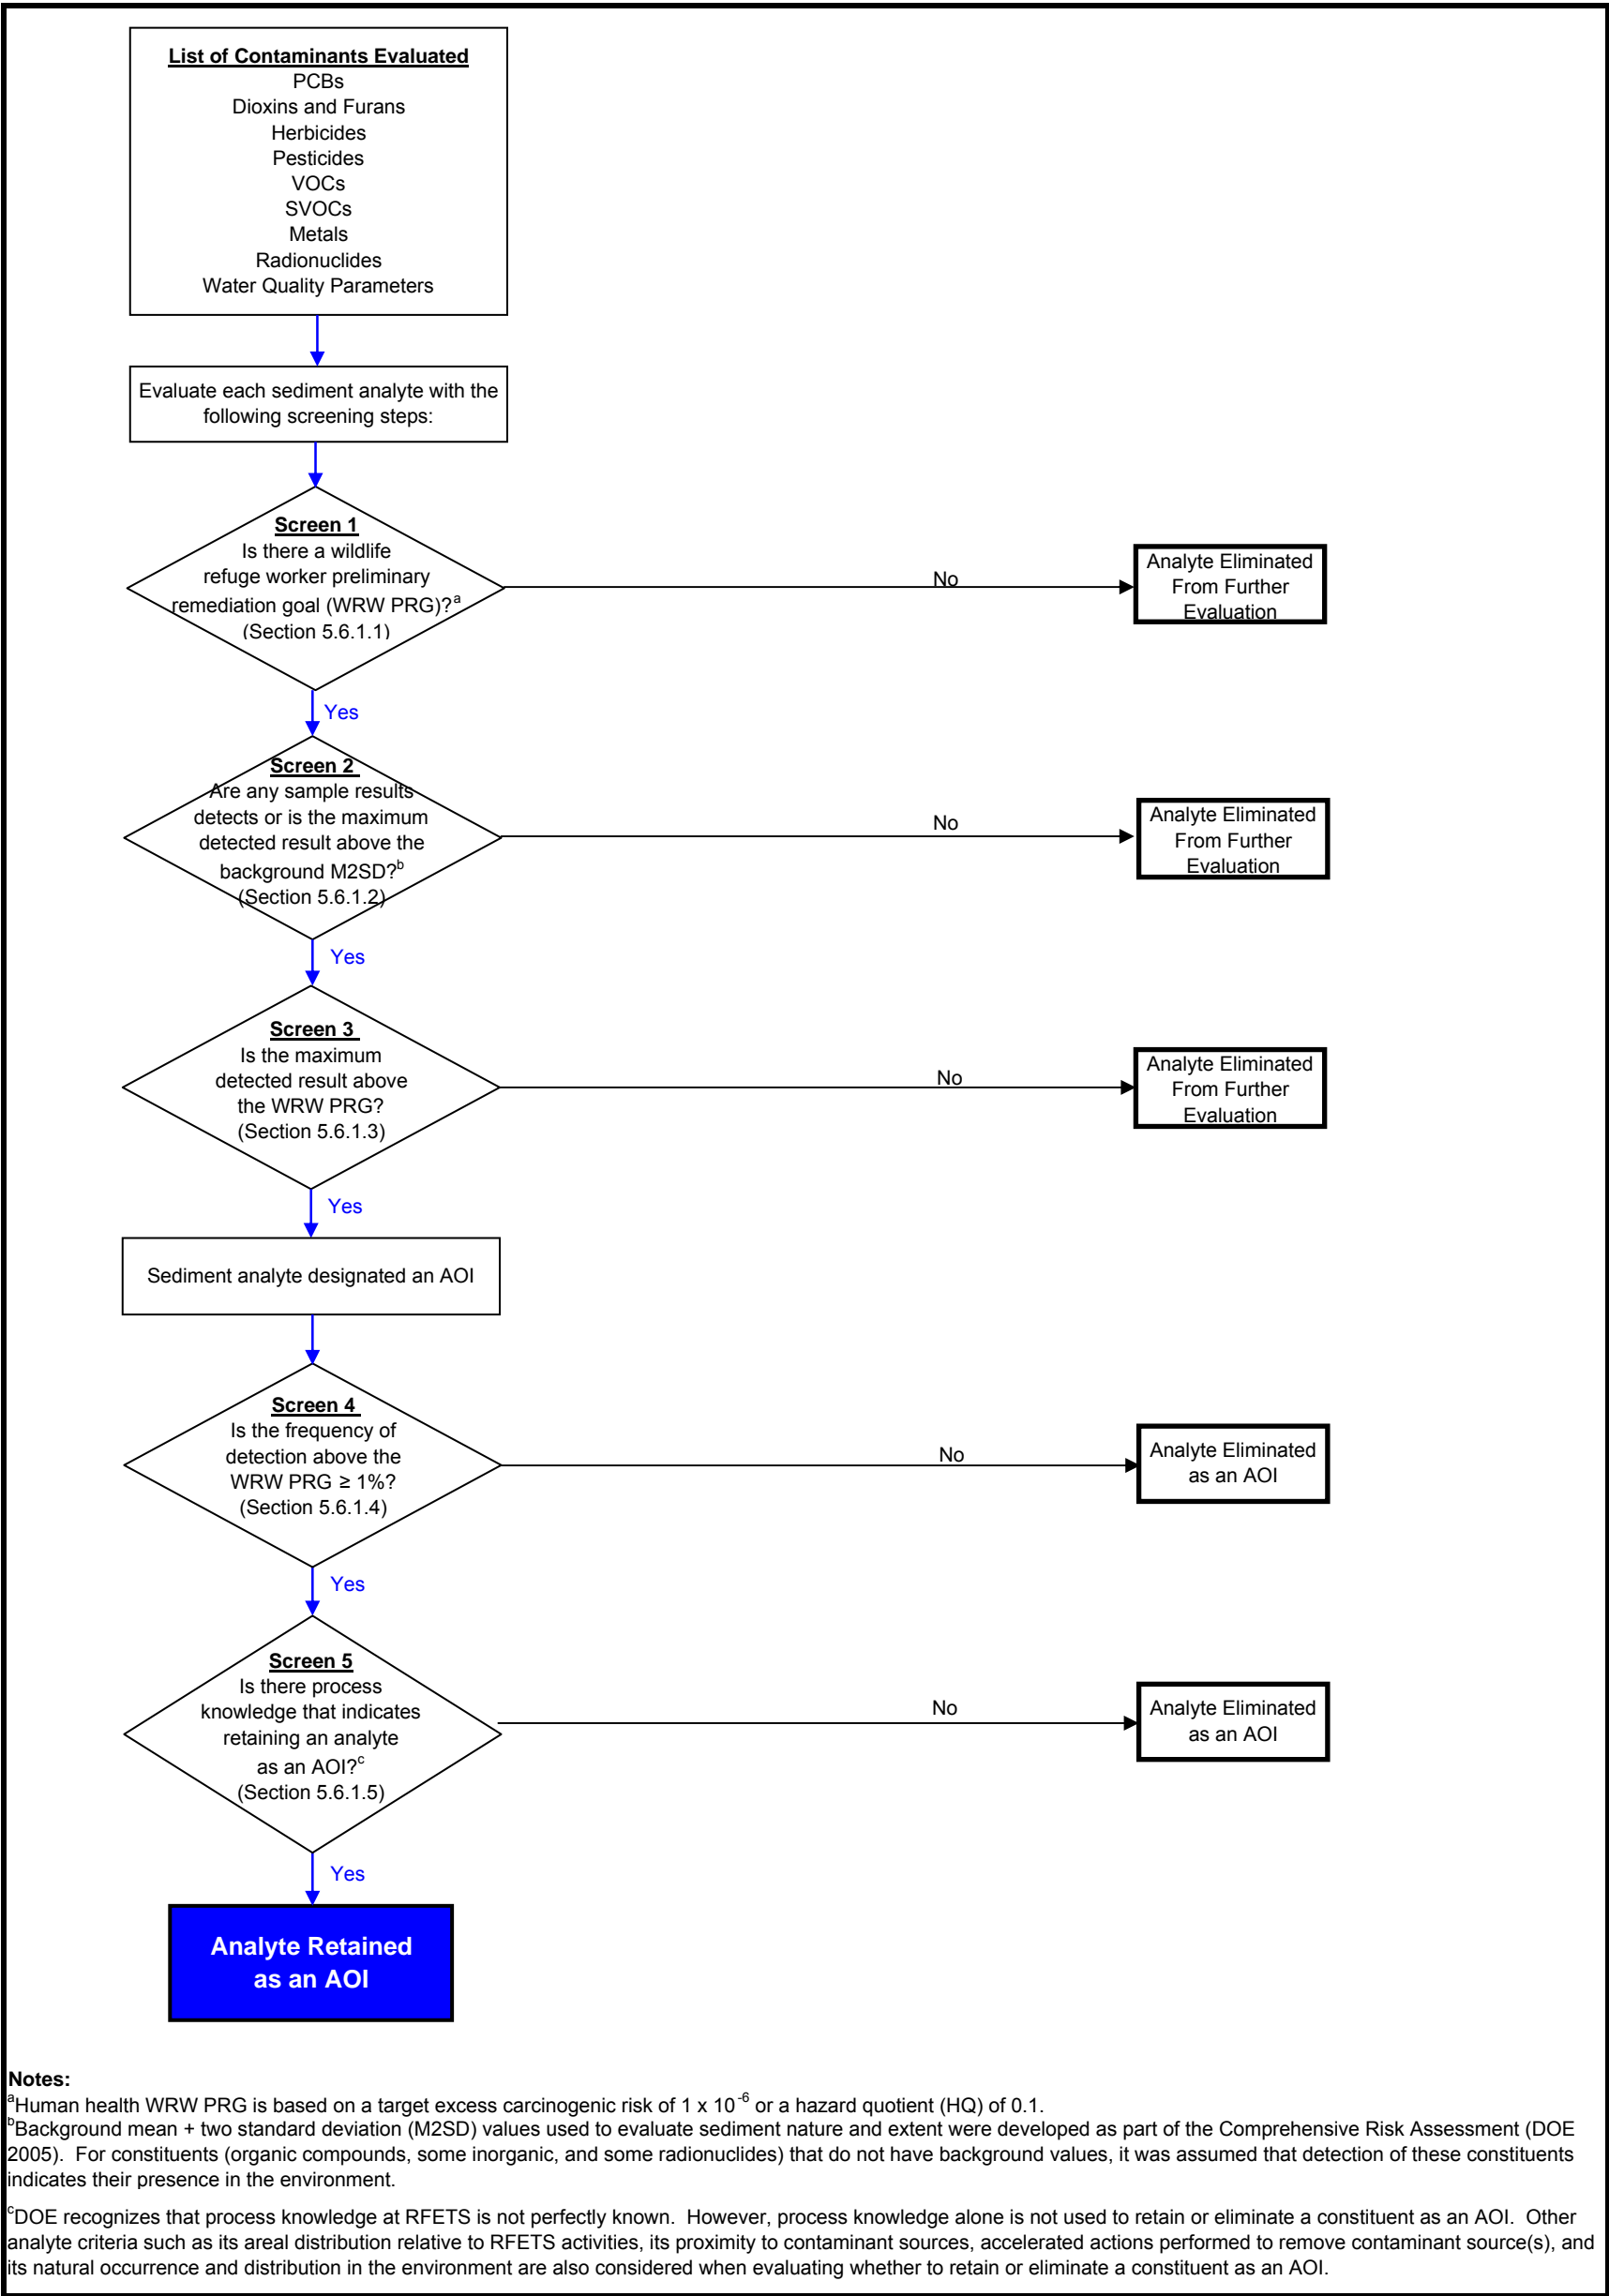 List of Contaminants Evaluated
PCBs
Dioxins and Furans
Herbicides
Pesticides
VOCs
SVOCs
Metals
Radionuclides
Water Quality Parameters
Evaluate each sediment analyte with the
following screening steps:
Screen 1
Is there a wildlife
refuge worker preliminary
remediation goal (WRW PRG)?a
(Section 5.6.1.1)
No
Analyte Eliminated
From Further
Evaluation
Yes
Screen 2
Are any sample results
detects or is the maximum
detected result above the
background M2SD?b
(Section 5.6.1.2)
No
Analyte Eliminated
From Further
Evaluation
Yes
Screen 3
Is the maximum
detected result above
the WRW PRG?
(Section 5.6.1.3)
No
Analyte Eliminated
From Further
Evaluation
Yes
Sediment analyte designated an AOI
Screen 4
Is the frequency of
detection above the
WRW PRG ≥ 1%?
(Section 5.6.1.4)
No
Analyte Eliminated
as an AOI
Yes
Screen 5
Is there process
knowledge that indicates
retaining an analyte
as an AOI?c
(Section 5.6.1.5)
No
Analyte Eliminated
as an AOI
Yes
Analyte Retained
as an AOI
Notes:
aHuman health WRW PRG is based on a target excess carcinogenic risk of 1 x 10-6 or a hazard quotient (HQ) of 0.1.
bBackground mean + two standard deviation (M2SD) values used to evaluate sediment nature and extent were developed as part of the Comprehensive Risk Assessment (DOE
2005). For constituents (organic compounds, some inorganic, and some radionuclides) that do not have background values, it was assumed that detection of these constituents
indicates their presence in the environment.
cDOE recognizes that process knowledge at RFETS is not perfectly known. However, process knowledge alone is not used to retain or eliminate a constituent as an AOI. Other
analyte criteria such as its areal distribution relative to RFETS activities, its proximity to contaminant sources, accelerated actions performed to remove contaminant source(s), and
its natural occurrence and distribution in the environment are also considered when evaluating whether to retain or eliminate a constituent as an AOI.